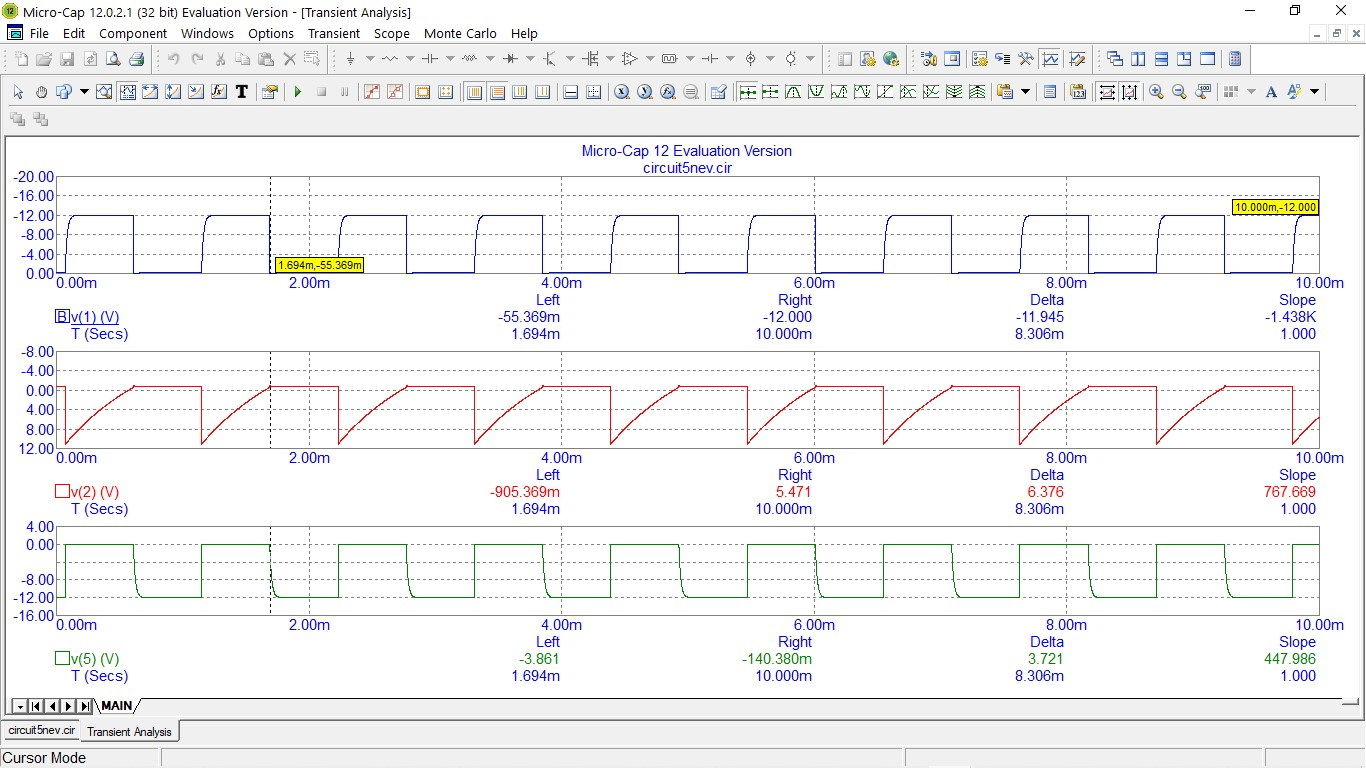 Micro-Cap 12.0.2.1 (32 bit) Evaluation Version - [Transient Analysis]
File Edit Component Windows Options Transient Scope Monte Carlo Help
Micro-Cap 12 Evaluation Version
circuit5nev.cir
-20.00
-16.00
-12.00
-8.00
-4.00
0.00
10.000m,-12.000
1.694m,-55.369m
0.00m 2.00m 4.00m 6.00m 8.00m 10.00m
Left Right Delta Slope
B v(1) (V) -55.369m -12.000 -11.945 -1.438K
T (Secs) 1.694m 10.000m 8.306m 1.000
-8.00
-4.00
0.00
4.00
8.00
12.00
0.00m 2.00m 4.00m 6.00m 8.00m 10.00m
Left Right Delta Slope
v(2) (V) -905.369m 5.471 6.376 767.669
T (Secs) 1.694m 10.000m 8.306m 1.000
4.00
0.00
-8.00
-12.00
-16.00
0.00m 2.00m 4.00m 6.00m 8.00m 10.00m
Left Right Delta Slope
v(5) (V) -3.861 -140.380m 3.721 447.986
T (Secs) 1.694m 10.000m 8.306m 1.000
MAIN
circuit5nev.cir Transient Analysis
Cursor Mode